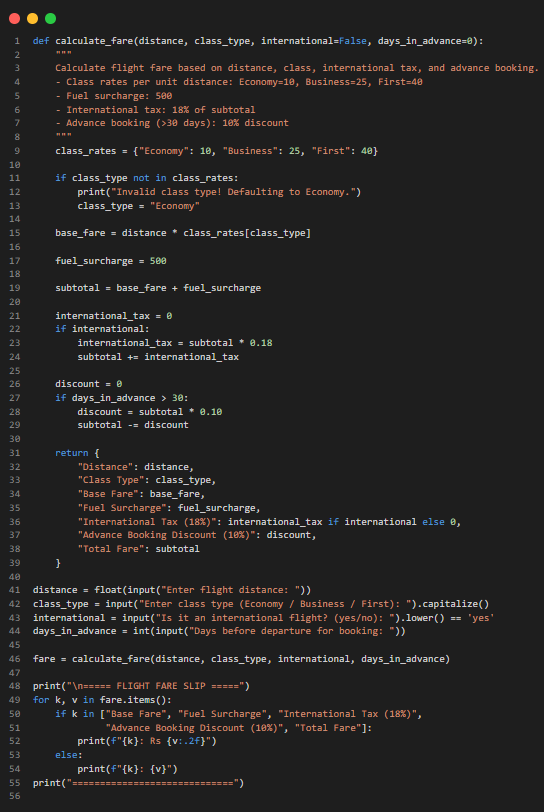 1 def calculate_fare(distance, class_type, international=False, days_in_advance=0):
2     """
3     Calculate flight fare based on distance, class, international tax, and advance booking.
4     - Class rates per unit distance: Economy=10, Business=25, First=40
5     - Fuel surcharge: 500
6     - International tax: 18% of subtotal
7     - Advance booking (>30 days): 10% discount
8     """
9     class_rates = {"Economy": 10, "Business": 25, "First": 40}
10
11     if class_type not in class_rates:
12         print("Invalid class type! Defaulting to Economy.")
13         class_type = "Economy"
14
15     base_fare = distance * class_rates[class_type]
16
17     fuel_surcharge = 500
18
19     subtotal = base_fare + fuel_surcharge
20
21     international_tax = 0
22     if international:
23         international_tax = subtotal * 0.18
24         subtotal += international_tax
25
26     discount = 0
27     if days_in_advance > 30:
28         discount = subtotal * 0.10
29         subtotal -= discount
30
31     return {
32         "Distance": distance,
33         "Class Type": class_type,
34         "Base Fare": base_fare,
35         "Fuel Surcharge": fuel_surcharge,
36         "International Tax (18%)": international_tax if international else 0,
37         "Advance Booking Discount (10%)": discount,
38         "Total Fare": subtotal
39     }
40
41 distance = float(input("Enter flight distance: "))
42 class_type = input("Enter class type (Economy / Business / First): ").capitalize()
43 international = input("Is it an international flight? (yes/no): ").lower() == 'yes'
44 days_in_advance = int(input("Days before departure for booking: "))
45
46 fare = calculate_fare(distance, class_type, international, days_in_advance)
47
48 print("\n===== FLIGHT FARE SLIP =====")
49 for k, v in fare.items():
50     if k in ["Base Fare", "Fuel Surcharge", "International Tax (18%)",
51              "Advance Booking Discount (10%)", "Total Fare"]:
52         print(f"{k}: Rs {v:.2f}")
53     else:
54         print(f"{k}: {v}")
55 print("============================")
56